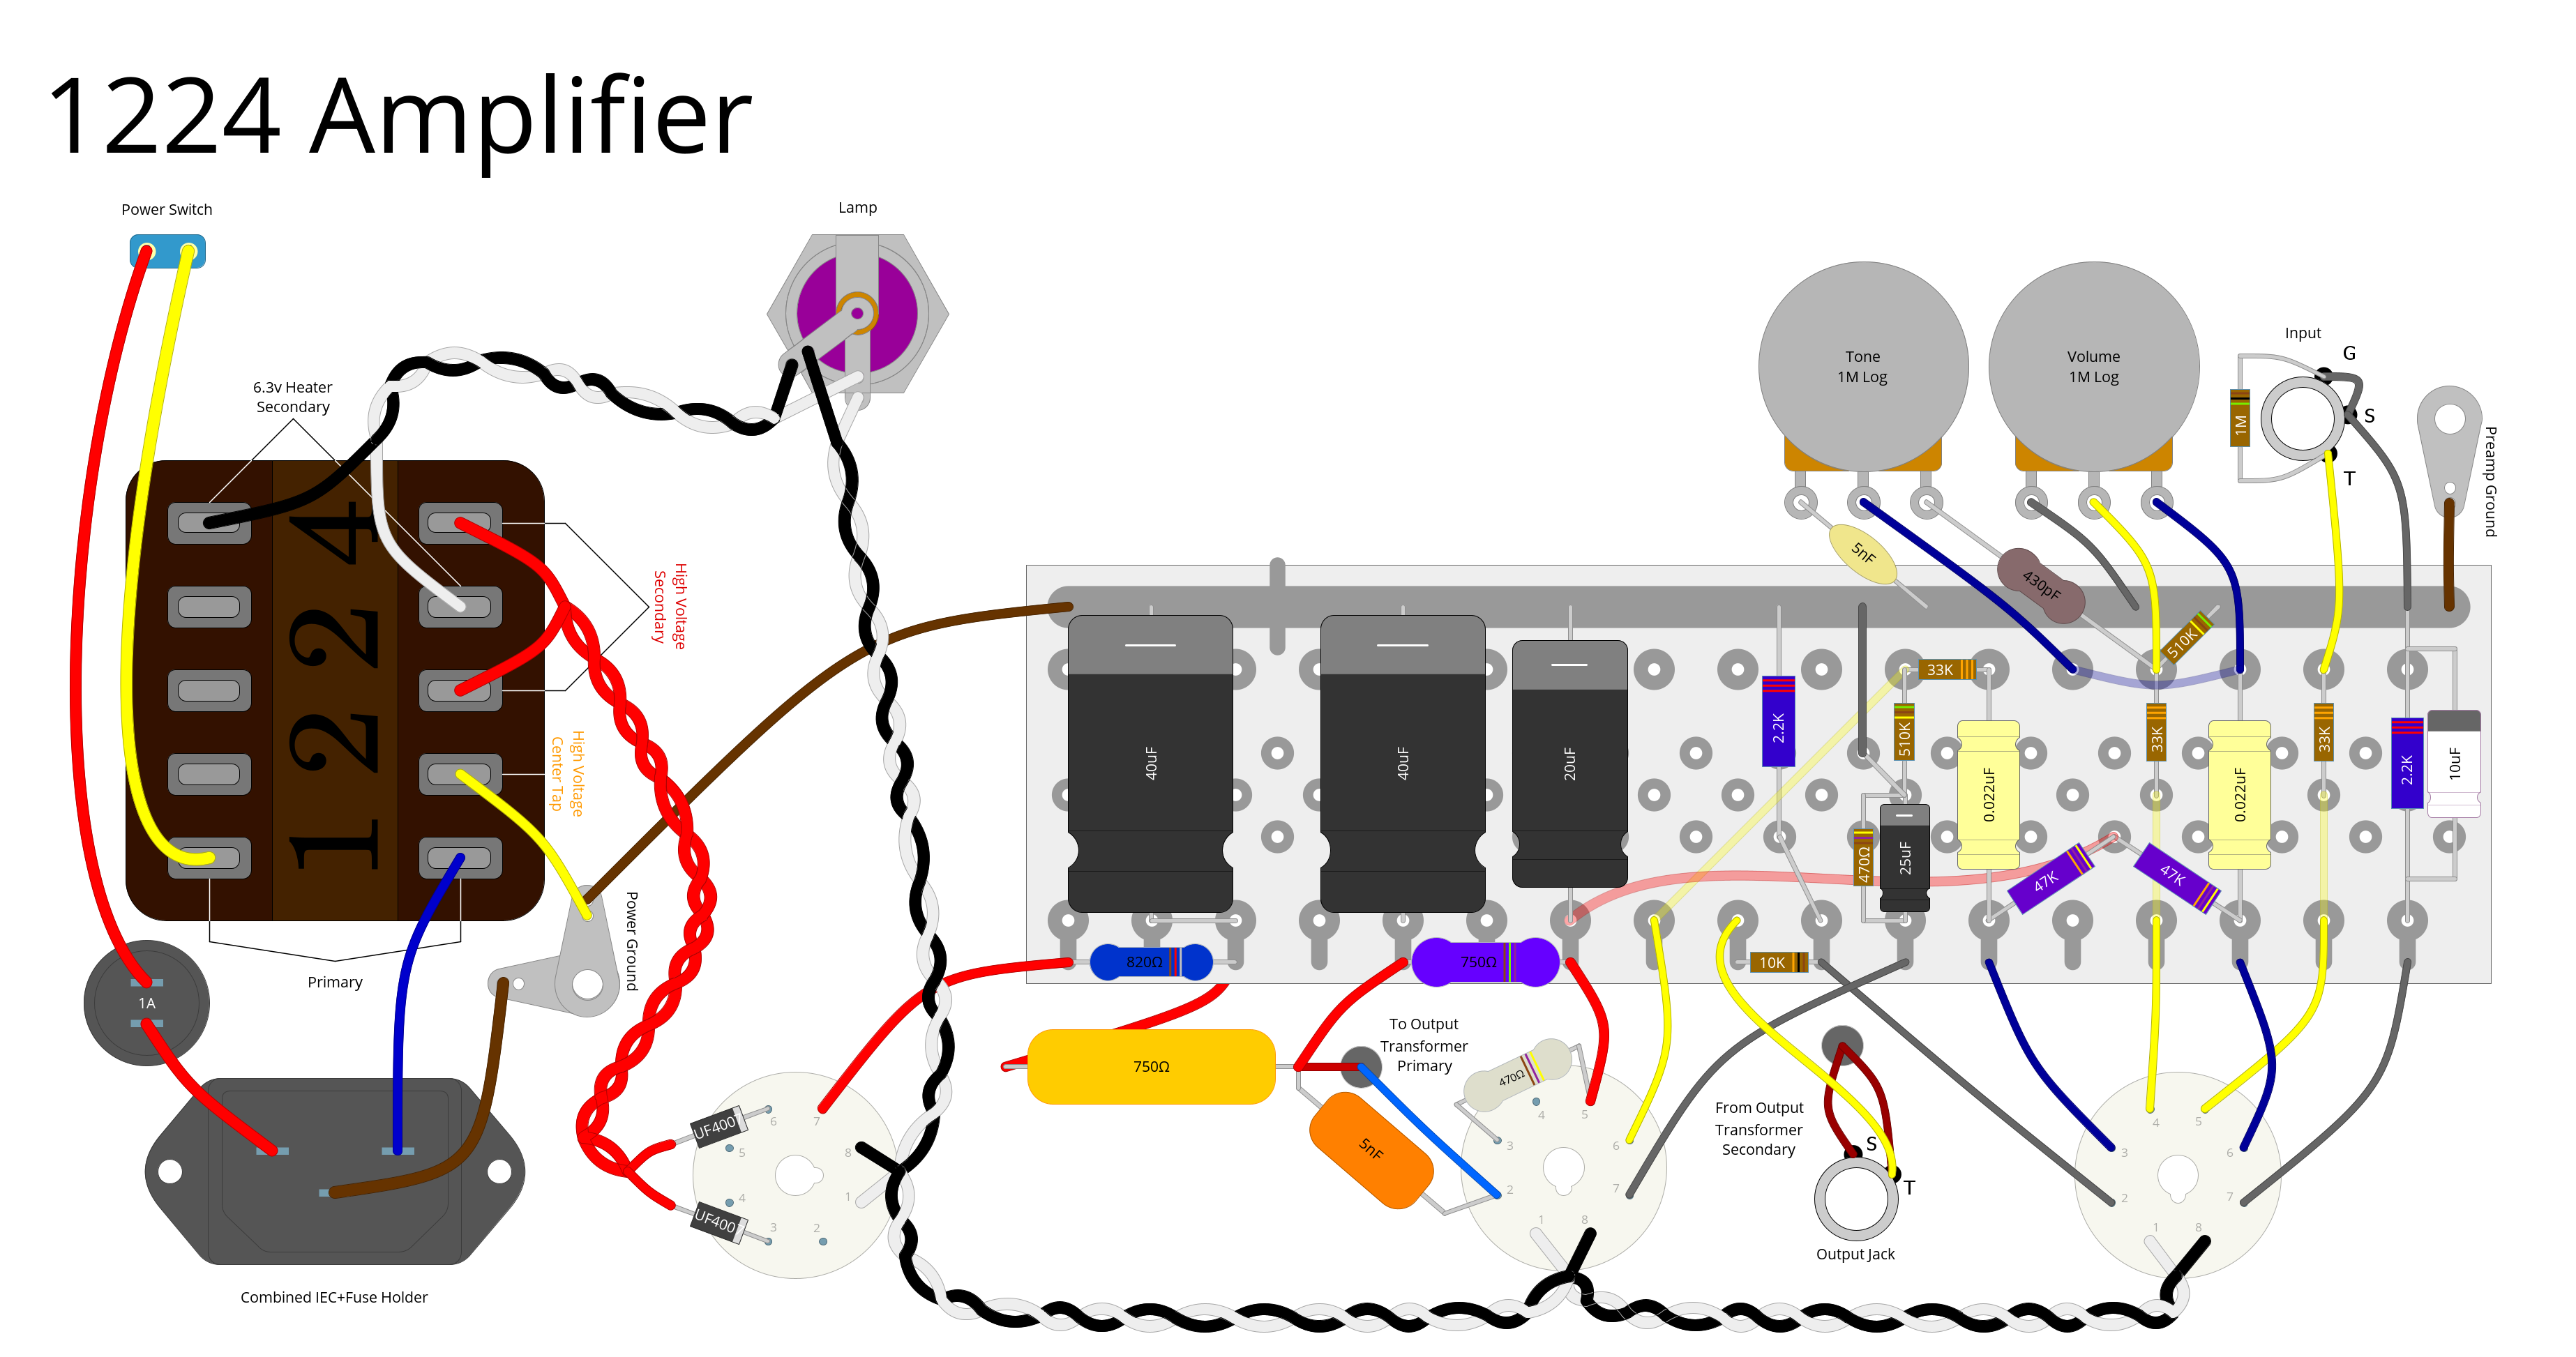 1224 Amplifier
Power Switch
Lamp
6.3v Heater
Secondary
1 2 2 4
High Voltage
Secondary
High Voltage
Center Tap
Primary
Power Ground
1A
Combined IEC+Fuse Holder
UF400
UF400
6
7
5
8
4
1
3
2
Tone
1M Log
Volume
1M Log
Input
G
S
T
1M
Preamp Ground
5nF
430pF
510K
33K
40uF
40uF
20uF
2.2K
510K
0.022uF
33K
0.022uF
33K
2.2K
10uF
470Ω
25uF
47K
47K
820Ω
750Ω
10K
750Ω
To Output
Transformer
Primary
470Ω
5nF
4
5
3
6
2
7
1
8
From Output
Transformer
Secondary
S
T
Output Jack
4
5
3
6
2
7
1
8